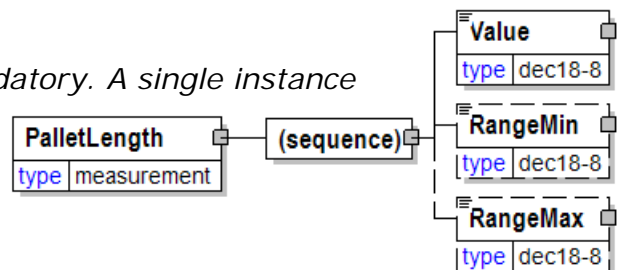 Value
type dec18-8
datory. A single instance
RangeMin
type dec18-8
PalletLength
type measurement
(sequence)
RangeMax
type dec18-8